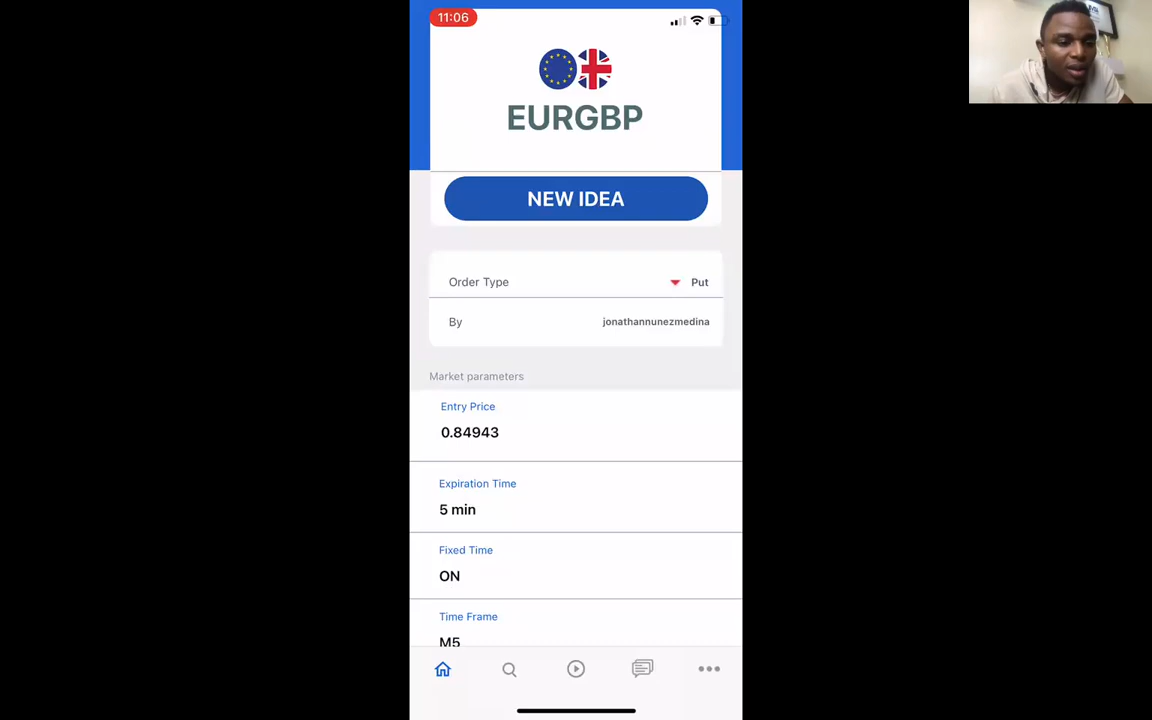 11:06
EURGBP
NEW IDEA
Order Type
Put
By
jonathannunezmedina
Market parameters
Entry Price
0.84943
Expiration Time
5 min
Fixed Time
ON
Time Frame
M5